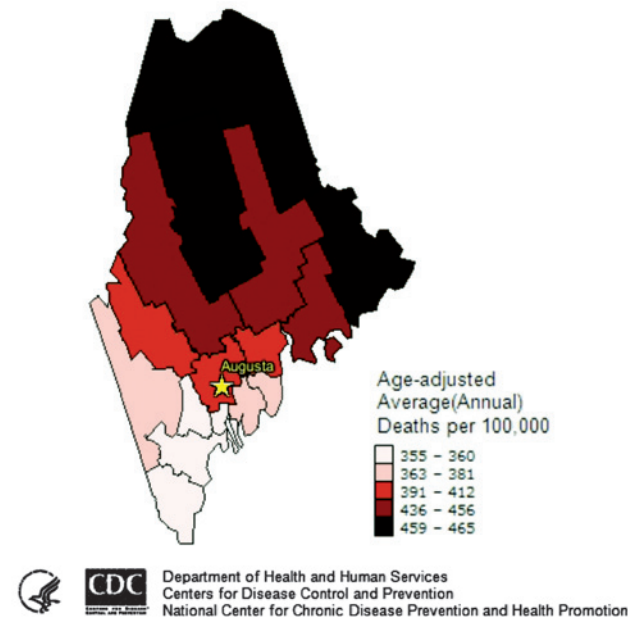 Augusta
Age-adjusted
Average(Annual)
Deaths per 100,000
355 – 360
363 – 381
391 – 412
436 – 456
459 – 465
CDC
Department of Health and Human Services
Centers for Disease Control and Prevention
National Center for Chronic Disease Prevention and Health Promotion